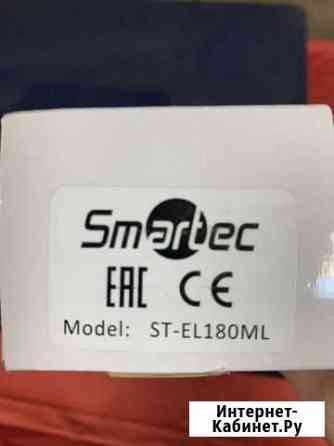 Smartec
EAC CE
Model: ST-EL180ML
Интернет-
Кабинет.Ру